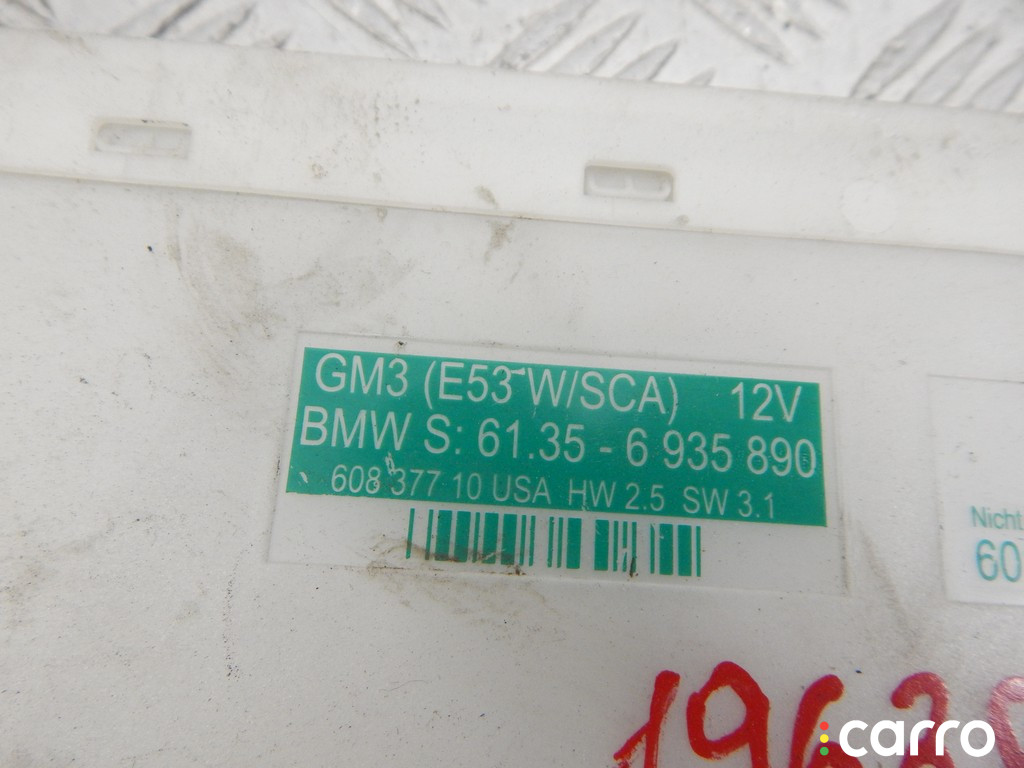 GM3 (E53 W/SCA) 12V
BMW S: 61.35 - 6 935 890
608 377 10 USA HW 2.5 SW 3.1
Nicht
60
carro